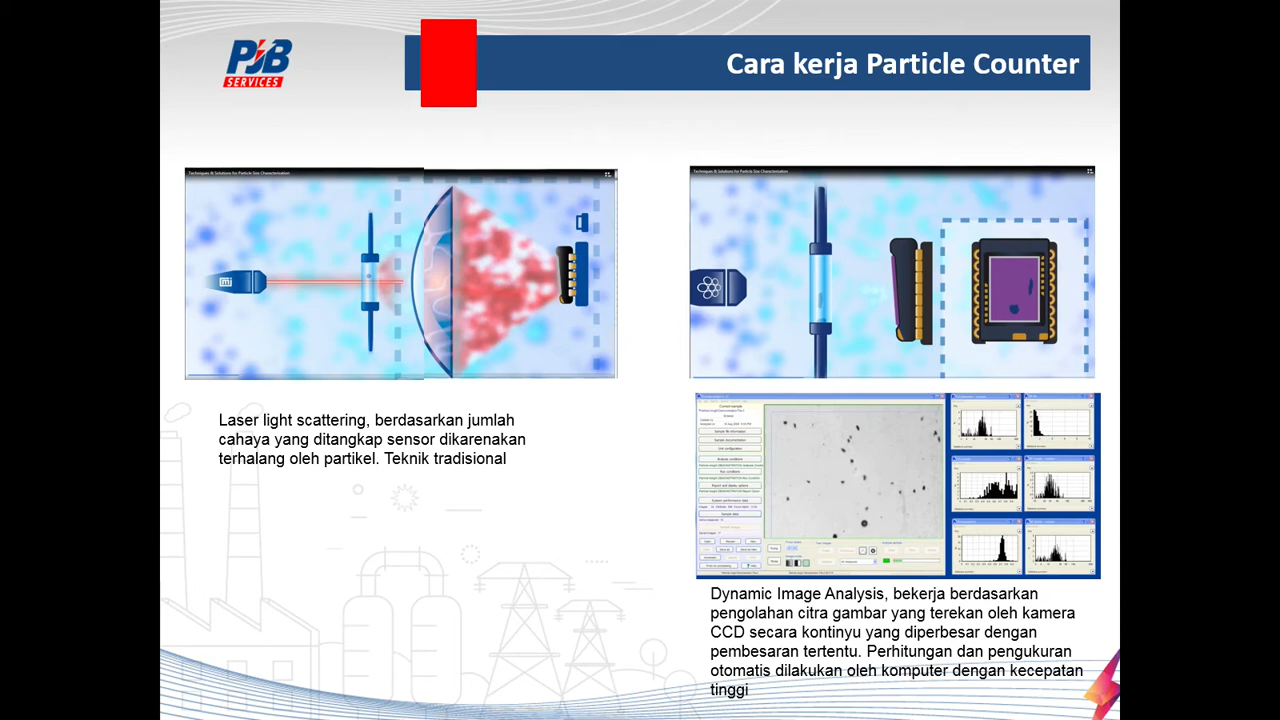 PJB
SERVICES
Cara kerja Particle Counter
Techniques & Solutions for Particle Size Characterization
Techniques & Solutions for Particle Size Characterization
Laser light scattering, berdasarkan jumlah
cahaya yang ditangkap sensor dikarenakan
terhalang oleh partikel. Teknik tradsional
Dynamic Image Analysis, bekerja berdasarkan
pengolahan citra gambar yang terekan oleh kamera
CCD secara kontinyu yang diperbesar dengan
pembesaran tertentu. Perhitungan dan pengukuran
otomatis dilakukan oleh komputer dengan kecepatan
tinggi